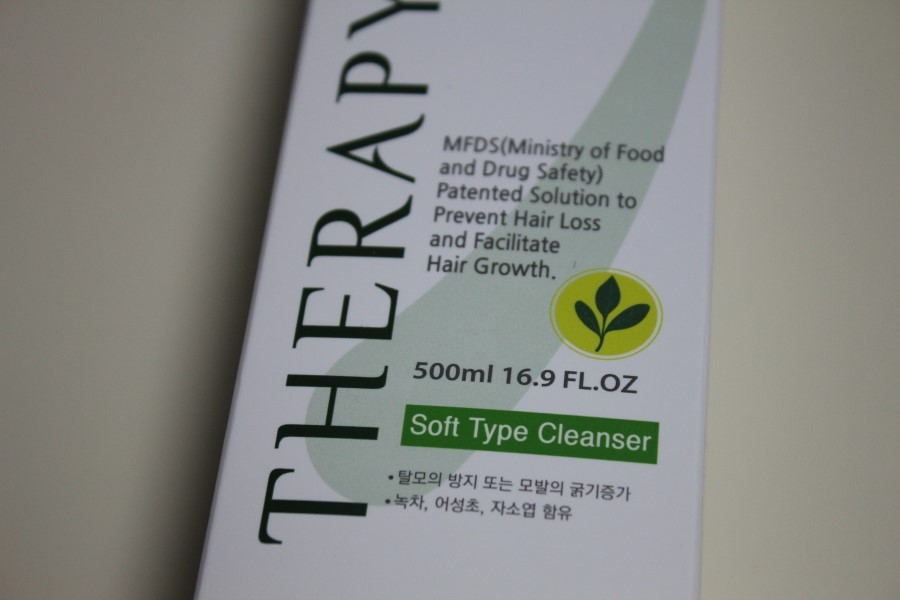 THERAPY
MFDS(Ministry of Food
and Drug Safety)
Patented Solution to
Prevent Hair Loss
and Facilitate
Hair Growth.
500ml 16.9 FL.OZ
Soft Type Cleanser
•탈모의 방지 또는 모발의 굵기증가
•녹차, 어성초, 자소엽 함유